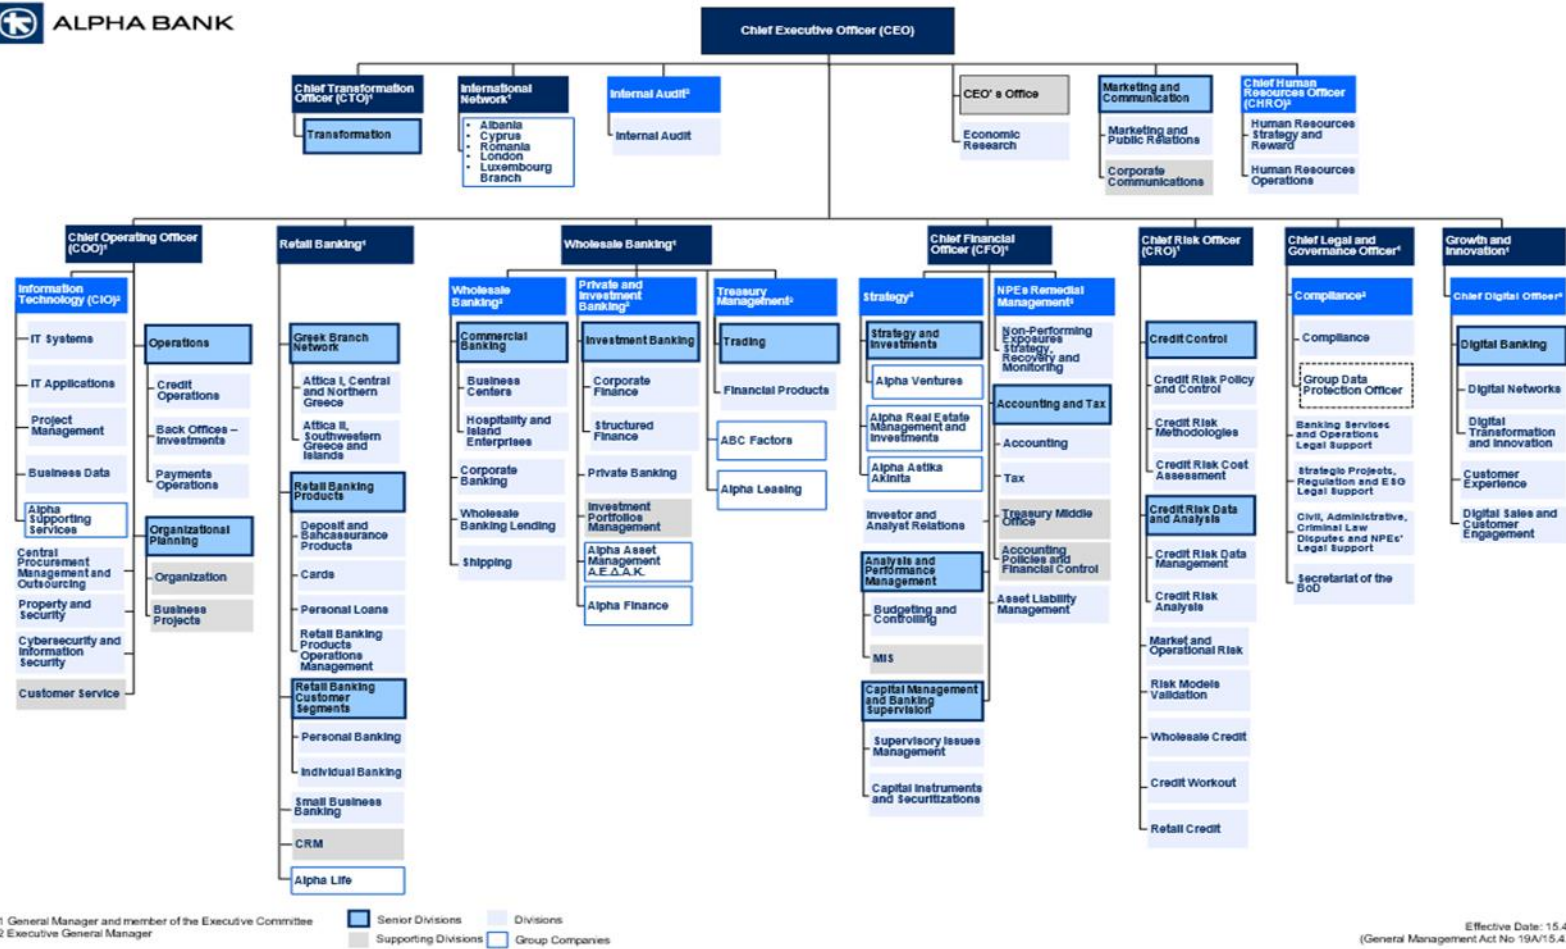 ALPHA BANK
Chief Executive Officer (CEO)
Chief Transformation
Officer (CTO)¹
Transformation
International
Network¹
• Albania
• Cyprus
• Romania
• London
• Luxembourg
Branch
Internal Audit²
Internal Audit
CEO' s Office
Economic
Research
Marketing and
Communication
Marketing and
Public Relations
Corporate
Communications
Chief Human
Resources Officer
(CHRO)²
Human Resources
Strategy and
Reward
Human Resources
Operations
Chief Operating Officer
(COO)¹
Information
Technology (CIO)²
IT Systems
IT Applications
Project
Management
Business Data
Alpha
Supporting
Services
Central
Procurement
Management and
Outsourcing
Property and
Security
Cybersecurity and
Information
Security
Customer Service
Operations
Credit
Operations
Back Offices –
Investments
Payments
Operations
Organizational
Planning
Organization
Business
Projects
Retail Banking¹
Greek Branch
Network
Attica I, Central
and Northern
Greece
Attica II,
Southwestern
Greece and
Islands
Retail Banking
Products
Deposit and
Bancassurance
Products
Cards
Personal Loans
Retail Banking
Products
Operations
Management
Retail Banking
Customer
Segments
Personal Banking
Individual Banking
Small Business
Banking
CRM
Alpha Life
Wholesale Banking¹
Wholesale
Banking²
Commercial
Banking
Business
Centers
Hospitality and
Island
Enterprises
Corporate
Banking
Wholesale
Banking Lending
Shipping
Private and
Investment
Banking²
Investment Banking
Corporate
Finance
Structured
Finance
Private Banking
Investment
Portfolios
Management
Alpha Asset
Management
A.E.Δ.A.K.
Alpha Finance
Treasury
Management²
Trading
Financial Products
ABC Factors
Alpha Leasing
Chief Financial
Officer (CFO)¹
Strategy²
Strategy and
Investments
Alpha Ventures
Alpha Real Estate
Management and
Investments
Alpha Astika
Akinita
Investor and
Analyst Relations
Analysis and
Performance
Management
Budgeting and
Controlling
MIS
Capital Management
and Banking
Supervision
Supervisory Issues
Management
Capital Instruments
and Securitizations
NPEs Remedial
Management²
Non-Performing
Exposures
Strategy,
Recovery and
Monitoring
Accounting and Tax
Accounting
Tax
Treasury Middle
Office
Accounting
Policies and
Financial Control
Asset Liability
Management
Chief Risk Officer
(CRO)¹
Credit Control
Credit Risk Policy
and Control
Credit Risk
Methodologies
Credit Risk Cost
Assessment
Credit Risk Data
and Analysis
Credit Risk Data
Management
Credit Risk
Analysis
Market and
Operational Risk
Risk Models
Validation
Wholesale Credit
Credit Workout
Retail Credit
Chief Legal and
Governance Officer¹
Compliance²
Compliance
Group Data
Protection Officer
Banking Services
and Operations
Legal Support
Strategic Projects,
Regulation and ESG
Legal Support
Civil, Administrative,
Criminal Law
Disputes and NPEs'
Legal Support
Secretariat of the
BoD
Growth and
Innovation¹
Chief Digital Officer²
Digital Banking
Digital Networks
Digital
Transformation
and Innovation
Customer
Experience
Digital Sales and
Customer
Engagement
1 General Manager and member of the Executive Committee
2 Executive General Manager
Senior Divisions
Divisions
Supporting Divisions
Group Companies
Effective Date: 15.4
(General Management Act No 19A/15.4